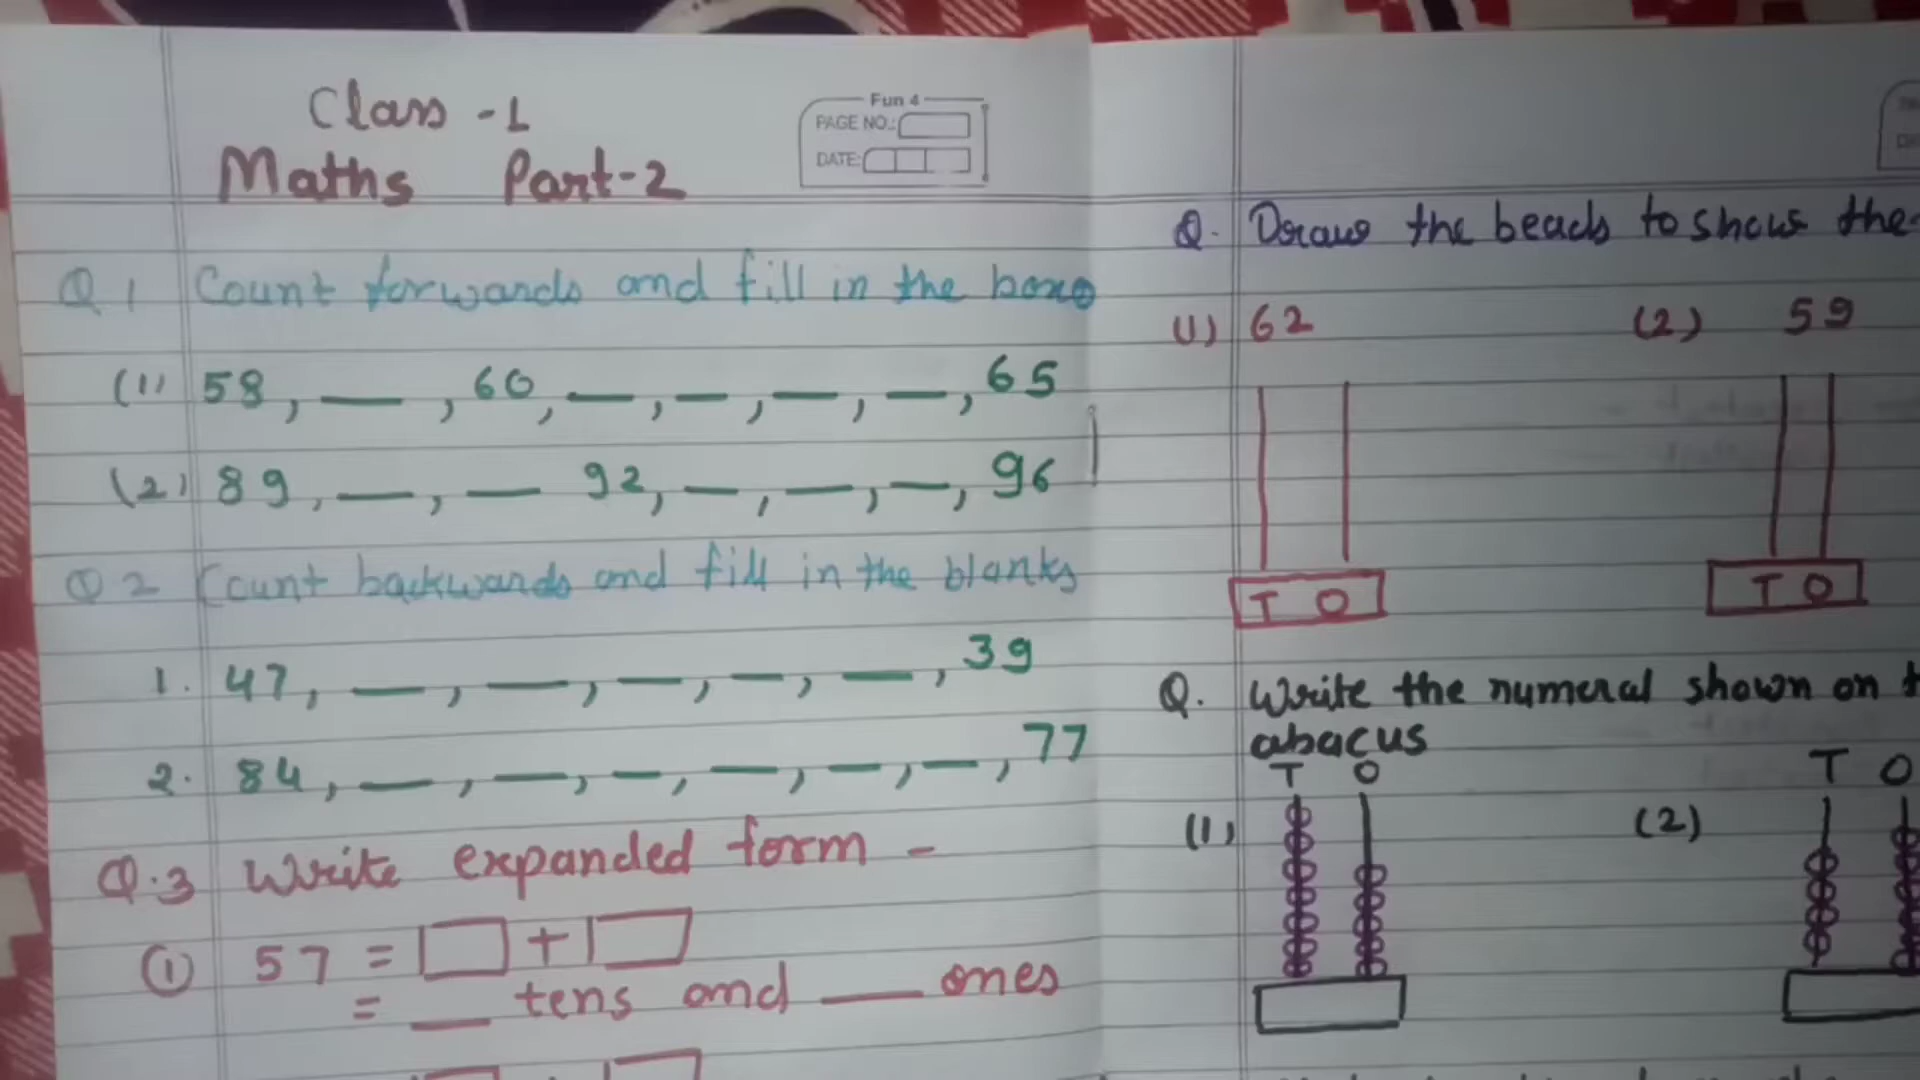 Class - 1
Maths Part-2
Fun 4
PAGE NO.:
DATE:
Q 1 Count forwards and fill in the boxes
(1) 58, __, 60, __, __, __, __, 65
(2) 89, __, __ 92, __, __, __, 96
Q 2 Count backwards and fill in the blanks
1. 47, __, __, __, __, __, 39
2. 84, __, __, __, __, __, __, 77
Q.3 Write expanded form -
① 57 = □ + □
= __ tens and __ ones
Q. Draw the beads to show the
(1) 62 (2) 59
T O T O
Q. Write the numeral shown on
abacus
T O T O
(1) (2)